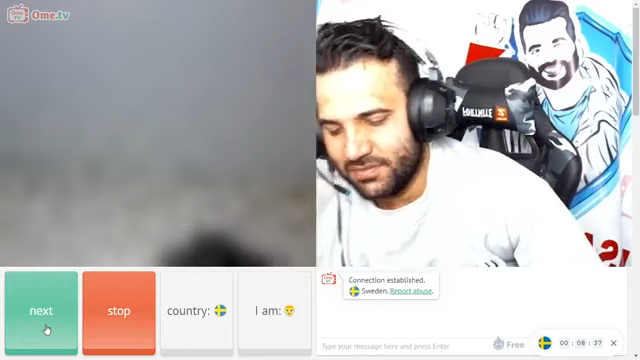 Ome.tv
next
stop
country:
I am:
Connection established.
Sweden. Report abuse.
Type your message here and press Enter
Free
00 : 08 : 37